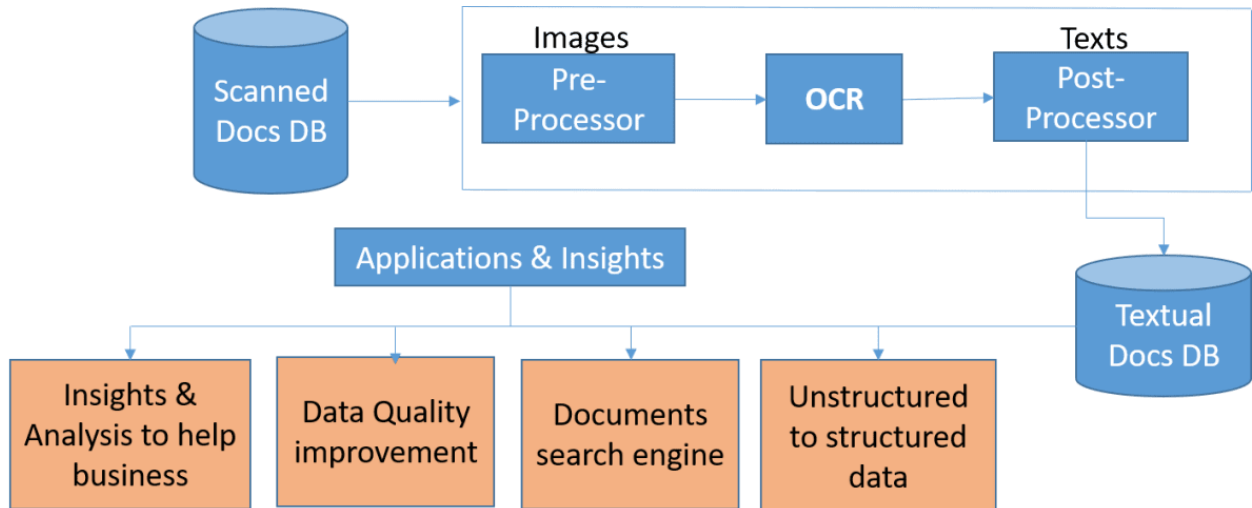 Scanned
Docs DB
Images
Pre-
Processor
OCR
Texts
Post-
Processor
Applications & Insights
Textual
Docs DB
Insights &
Analysis to help
business
Data Quality
improvement
Documents
search engine
Unstructured
to structured
data